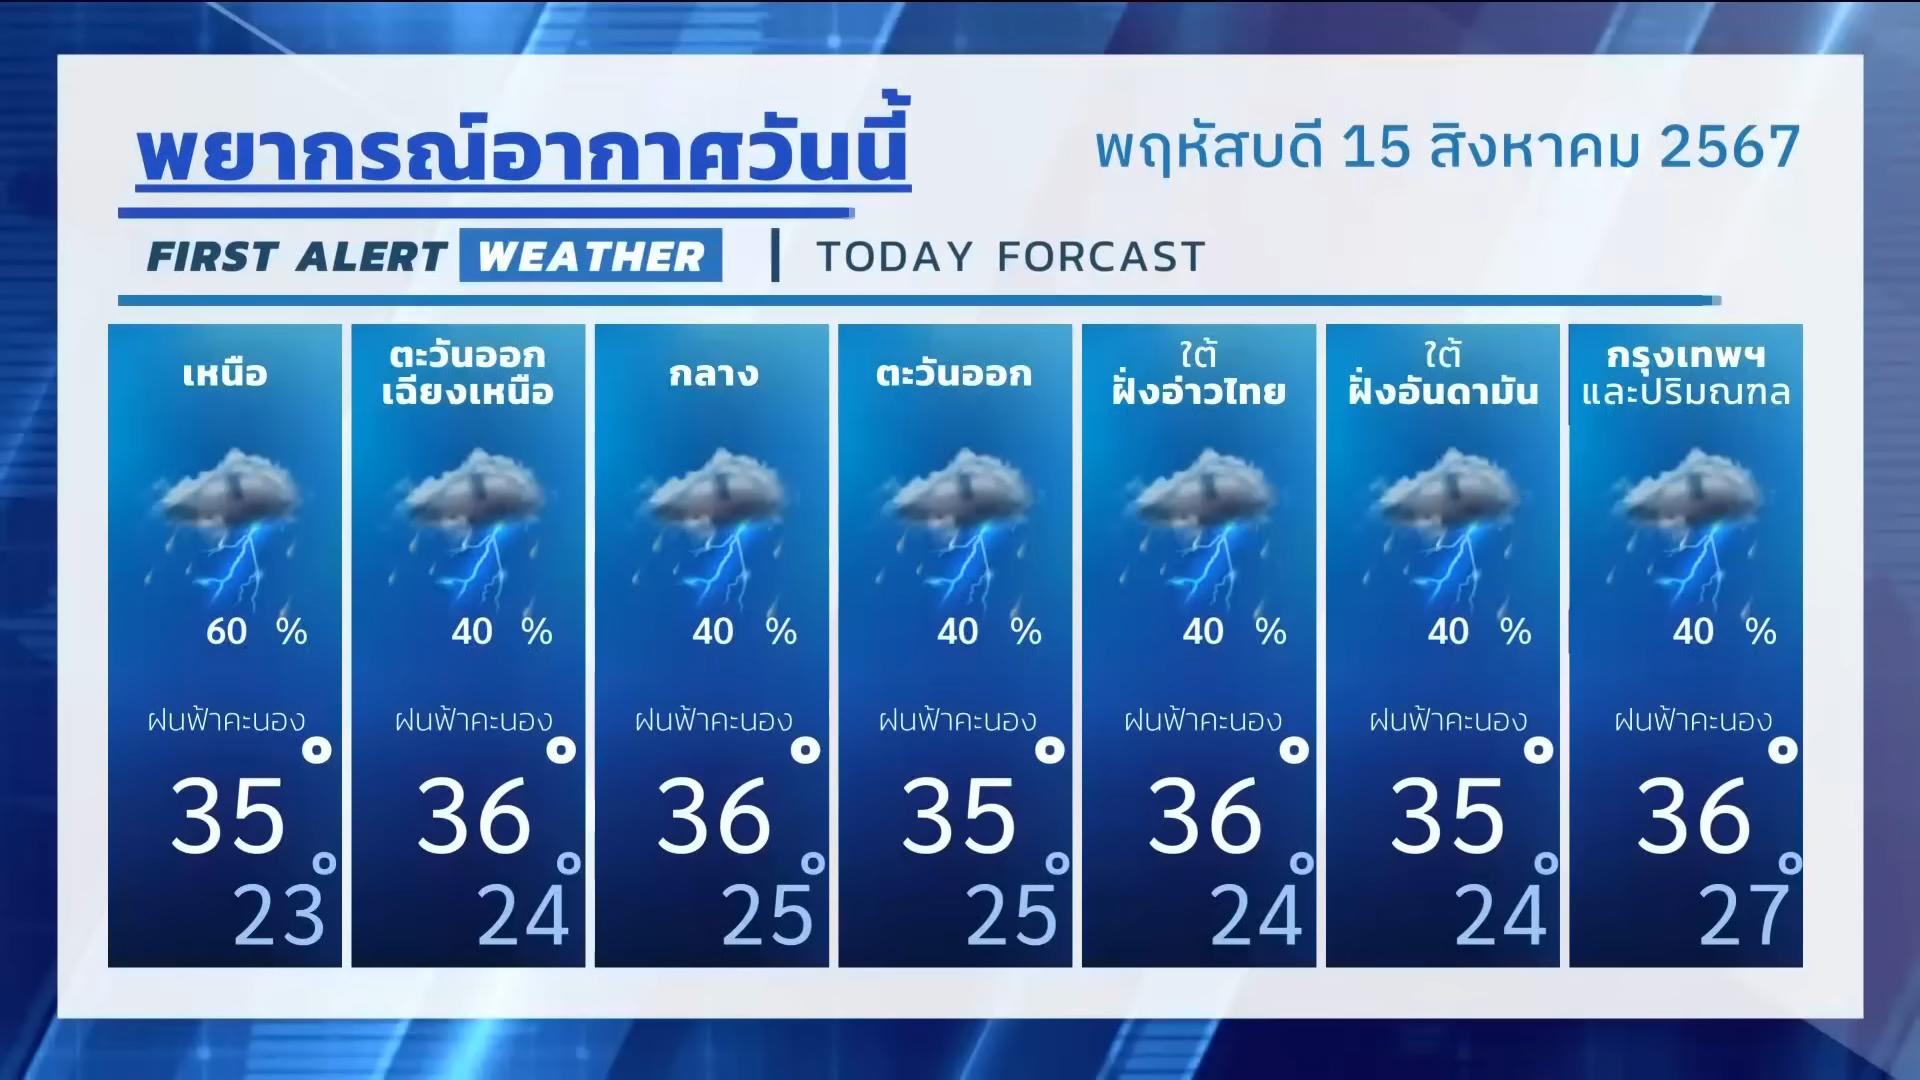 พยากรณ์อากาศวันนี้
พฤหัสบดี 15 สิงหาคม 2567
FIRST ALERT WEATHER | TODAY FORCAST
เหนือ
60 %
ฝนฟ้าคะนอง
35°
23°
ตะวันออก
เฉียงเหนือ
40 %
ฝนฟ้าคะนอง
36°
24°
กลาง
40 %
ฝนฟ้าคะนอง
36°
25°
ตะวันออก
40 %
ฝนฟ้าคะนอง
35°
25°
ใต้
ฝั่งอ่าวไทย
40 %
ฝนฟ้าคะนอง
36°
24°
ใต้
ฝั่งอันดามัน
40 %
ฝนฟ้าคะนอง
35°
24°
กรุงเทพฯ
และปริมณฑล
40 %
ฝนฟ้าคะนอง
36°
27°